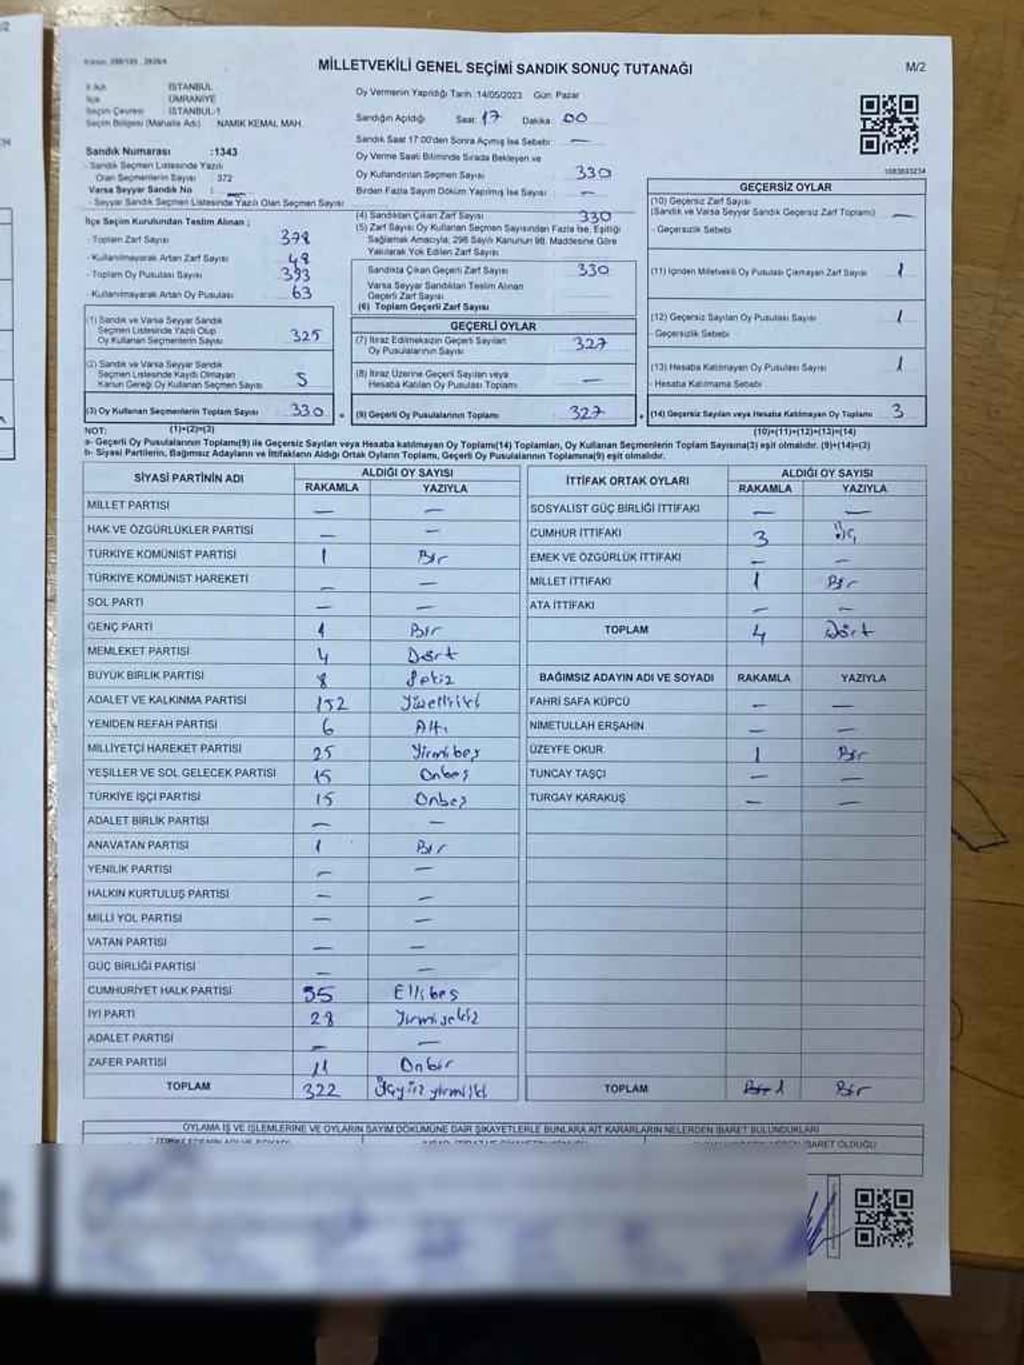 MİLLETVEKİLİ GENEL SEÇİMİ SANDIK SONUÇ TUTANAĞI
M/2
İSTANBUL
ÜMRANİYE
Seçim Çevresi : İSTANBUL-1
Seçim Bölgesi (Mahalle Adı) NAMIK KEMAL MAH.
Oy Vermenin Yapıldığı Tarih: 14/05/2023 Gün: Pazar
Sandığın Açıldığı Saat: 17 Dakika: 00
Sandık Saat 17:00'den Sonra Açılmış İse Sebebi: —
Sandık Numarası :1343
Sandık Seçmen Listesinde Yazılı
Olan Seçmenlerin Sayısı : 372
Varsa Seyyar Sandık No : —
- Seyyar Sandık Seçmen Listesinde Yazılı Olan Seçmen Sayısı
Oy Verme Saati Bitiminde Sırada Bekleyen ve
Oy Kullandırılan Seçmen Sayısı 330
Birden Fazla Sayım Döküm Yapılmış İse Sayısı : —
İlçe Seçim Kurulundan Teslim Alınan ;
- Toplam Zarf Sayısı 378
- Kullanılmayarak Artan Zarf Sayısı 48
- Toplam Oy Pusulası Sayısı 393
- Kullanılmayarak Artan Oy Pusulası 63
(4) Sandıktan Çıkan Zarf Sayısı 330
(5) Zarf Sayısı Oy Kullanan Seçmen Sayısından Fazla İse, Eşitliği
Sağlamak Amacıyla, 298 Sayılı Kanunun 98. Maddesine Göre
Yakılarak Yok Edilen Zarf Sayısı
Sandıkta Çıkan Geçerli Zarf Sayısı 330
Varsa Seyyar Sandıktan Teslim Alınan
Geçerli Zarf Sayısı
(6) Toplam Geçerli Zarf Sayısı
(1) Sandık ve Varsa Seyyar Sandık
Seçmen Listesinde Yazılı Olup
Oy Kullanan Seçmenlerin Sayısı 325
(2) Sandık ve Varsa Seyyar Sandık
Seçmen Listesinde Kayıtlı Olmayan
Kanun Gereği Oy Kullanan Seçmen Sayısı 5
(3) Oy Kullanan Seçmenlerin Toplam Sayısı 330
GEÇERLİ OYLAR
(7) İtiraz Edilmeksizin Geçerli Sayılan
Oy Pusulalarının Sayısı 327
(8) İtiraz Üzerine Geçerli Sayılan veya
Hesaba Katılan Oy Pusulası Toplamı —
= (9) Geçerli Oy Pusulalarının Toplamı 327
GEÇERSİZ OYLAR
(10) Geçersiz Zarf Sayısı
(Sandık ve Varsa Seyyar Sandık Geçersiz Zarf Toplamı) —
- Geçersizlik Sebebi
(11) İçinden Milletvekili Oy Pusulası Çıkmayan Zarf Sayısı 1
(12) Geçersiz Sayılan Oy Pusulası Sayısı 1
- Geçersizlik Sebebi
(13) Hesaba Katılmayan Oy Pusulası Sayısı 1
- Hesaba Katılmama Sebebi
+ (14) Geçersiz Sayılan veya Hesaba Katılmayan Oy Toplamı 3
NOT: (1)+(2)=(3) (10)+(11)+(12)+(13)=(14)
a- Geçerli Oy Pusulalarının Toplamı(9) ile Geçersiz Sayılan veya Hesaba katılmayan Oy Toplamı(14) Toplamları, Oy Kullanan Seçmenlerin Toplam Sayısına(3) eşit olmalıdır. (9)+(14)=(3)
b- Siyasi Partilerin, Bağımsız Adayların ve İttifakların Aldığı Ortak Oyların Toplamı, Geçerli Oy Pusulalarının Toplamına(9) eşit olmalıdır.
SİYASİ PARTİNİN ADI ALDIĞI OY SAYISI
RAKAMLA YAZIYLA
MİLLET PARTİSİ — —
HAK VE ÖZGÜRLÜKLER PARTİSİ — —
TÜRKİYE KOMÜNİST PARTİSİ 1 Bir
TÜRKİYE KOMÜNİST HAREKETİ — —
SOL PARTİ — —
GENÇ PARTİ 1 Bir
MEMLEKET PARTİSİ 4 Dört
BÜYÜK BİRLİK PARTİSİ 8 Sekiz
ADALET VE KALKINMA PARTİSİ 152 Yüzelliiki
YENİDEN REFAH PARTİSİ 6 Altı
MİLLİYETÇİ HAREKET PARTİSİ 25 Yirmibeş
YEŞİLLER VE SOL GELECEK PARTİSİ 15 Onbeş
TÜRKİYE İŞÇİ PARTİSİ 15 Onbeş
ADALET BİRLİK PARTİSİ — —
ANAVATAN PARTİSİ 1 Bir
YENİLİK PARTİSİ — —
HALKIN KURTULUŞ PARTİSİ — —
MİLLİ YOL PARTİSİ — —
VATAN PARTİSİ — —
GÜÇ BİRLİĞİ PARTİSİ — —
CUMHURİYET HALK PARTİSİ 55 Ellibeş
İYİ PARTİ 28 Yirmisekiz
ADALET PARTİSİ — —
ZAFER PARTİSİ 11 Onbir
TOPLAM 322 Üçyüzyirmiiki
İTTİFAK ORTAK OYLARI ALDIĞI OY SAYISI
RAKAMLA YAZIYLA
SOSYALİST GÜÇ BİRLİĞİ İTTİFAKI — —
CUMHUR İTTİFAKI 3 Üç
EMEK VE ÖZGÜRLÜK İTTİFAKI — —
MİLLET İTTİFAKI 1 Bir
ATA İTTİFAKI — —
TOPLAM 4 Dört
BAĞIMSIZ ADAYIN ADI VE SOYADI RAKAMLA YAZIYLA
FAHRİ SAFA KÜPCÜ — —
NİMETULLAH ERŞAHİN — —
ÜZEYFE OKUR 1 Bir
TUNCAY TAŞÇI — —
TURGAY KARAKUŞ — —
TOPLAM Bir 1 Bir
OYLAMA İŞ VE İŞLEMLERİNE VE OYLARIN SAYIM DÖKÜMÜNE DAİR ŞİKAYETLERLE BUNLARA AİT KARARLARIN NELERDEN İBARET BULUNDUKLARI
İBARET OLDUĞU